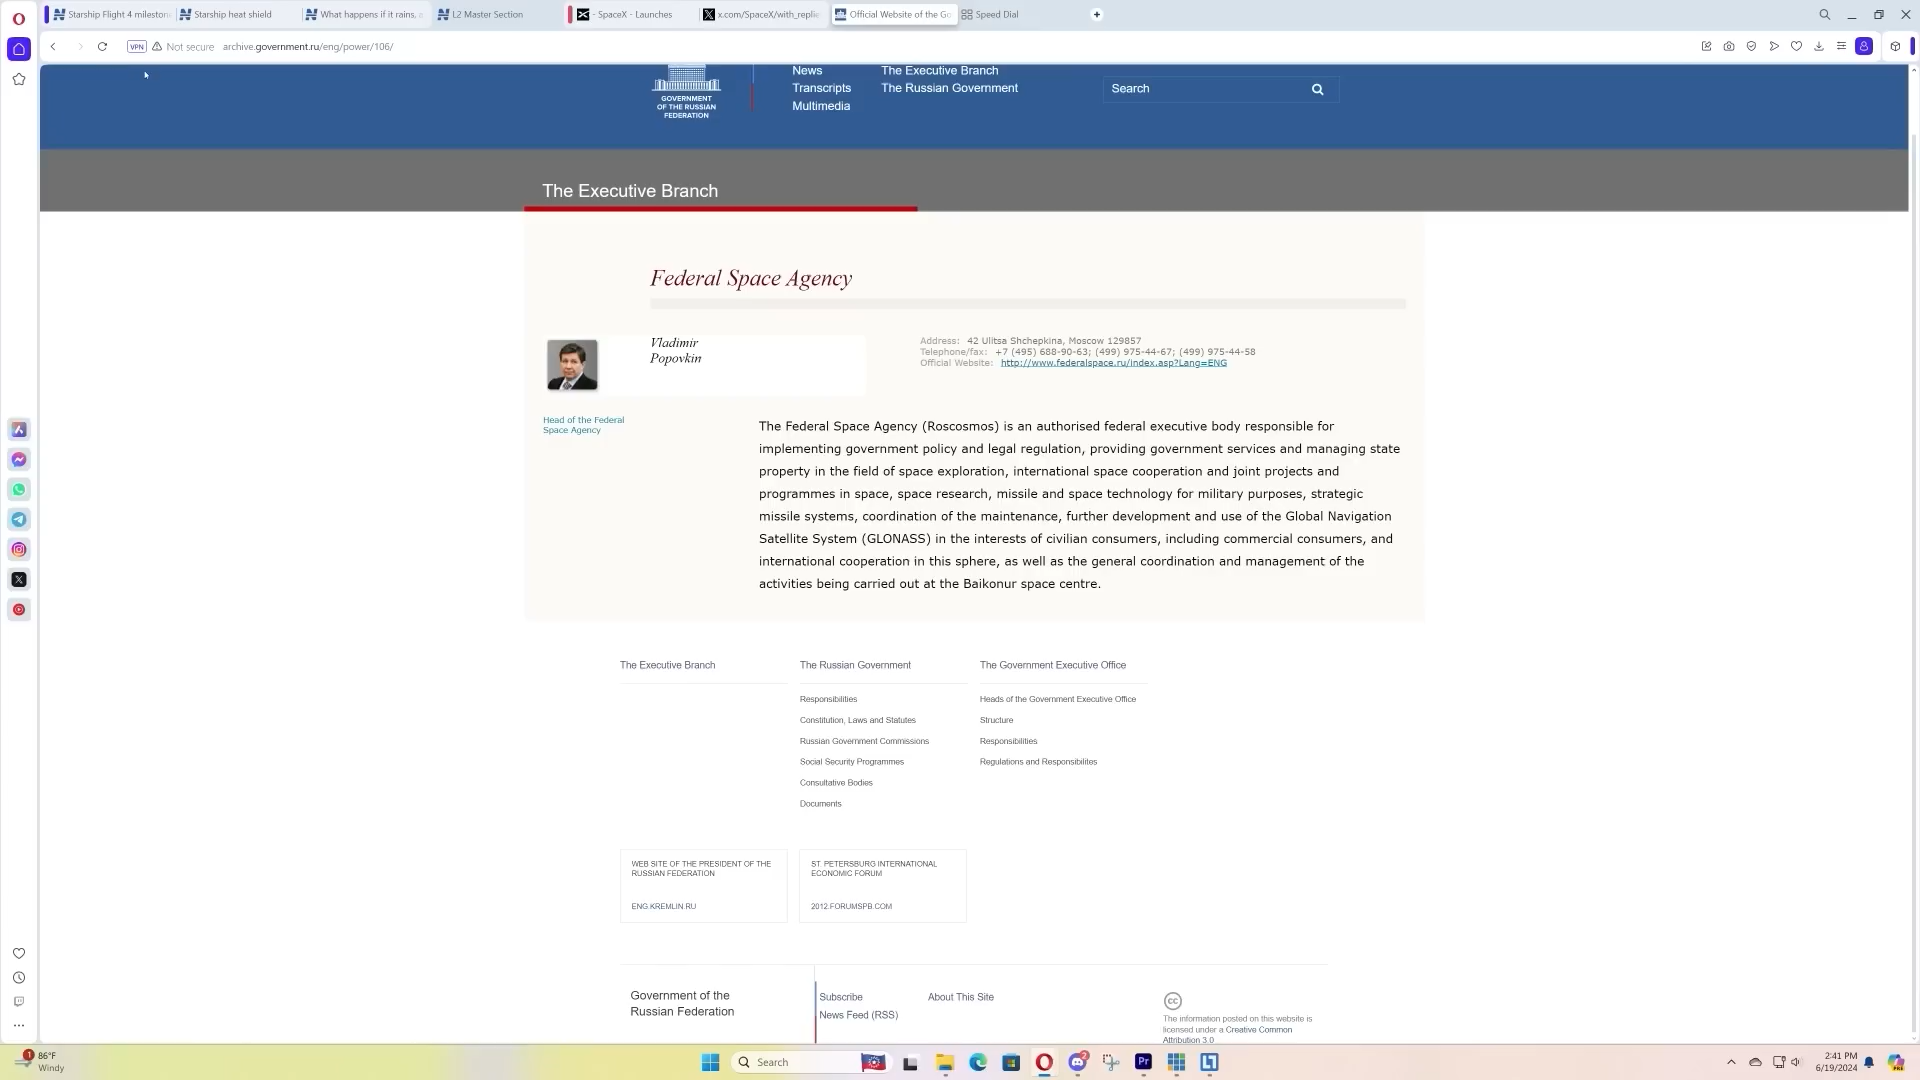 Starship Flight 4 mileston
Starship heat shield
What happens if it rains, a
L2 Master Section
- SpaceX - Launches
x.com/SpaceX/with_replie
Official Website of the Go
Speed Dial
VPN
Not secure
archive.government.ru/eng/power/106/
GOVERNMENT
OF THE RUSSIAN
FEDERATION
News
Transcripts
Multimedia
The Executive Branch
The Russian Government
Search
The Executive Branch
Federal Space Agency
Vladimir
Popovkin
Head of the Federal
Space Agency
Address: 42 Ulitsa Shchepkina, Moscow 129857
Telephone/fax: +7 (495) 688-90-63; (499) 975-44-67; (499) 975-44-58
Official Website: http://www.federalspace.ru/index.asp?Lang=ENG
The Federal Space Agency (Roscosmos) is an authorised federal executive body responsible for
implementing government policy and legal regulation, providing government services and managing state
property in the field of space exploration, international space cooperation and joint projects and
programmes in space, space research, missile and space technology for military purposes, strategic
missile systems, coordination of the maintenance, further development and use of the Global Navigation
Satellite System (GLONASS) in the interests of civilian consumers, including commercial consumers, and
international cooperation in this sphere, as well as the general coordination and management of the
activities being carried out at the Baikonur space centre.
The Executive Branch
The Russian Government
Responsibilities
Constitution, Laws and Statutes
Russian Government Commissions
Social Security Programmes
Consultative Bodies
Documents
The Government Executive Office
Heads of the Government Executive Office
Structure
Responsibilities
Regulations and Responsibilites
WEB SITE OF THE PRESIDENT OF THE
RUSSIAN FEDERATION
ENG.KREMLIN.RU
ST. PETERSBURG INTERNATIONAL
ECONOMIC FORUM
2012.FORUMSPB.COM
Government of the
Russian Federation
Subscribe
News Feed (RSS)
About This Site
cc
The information posted on this website is
licensed under a Creative Common
Attribution 3.0
1
86°F
Windy
Search
2
Pr
2:41 PM
6/19/2024
PRE